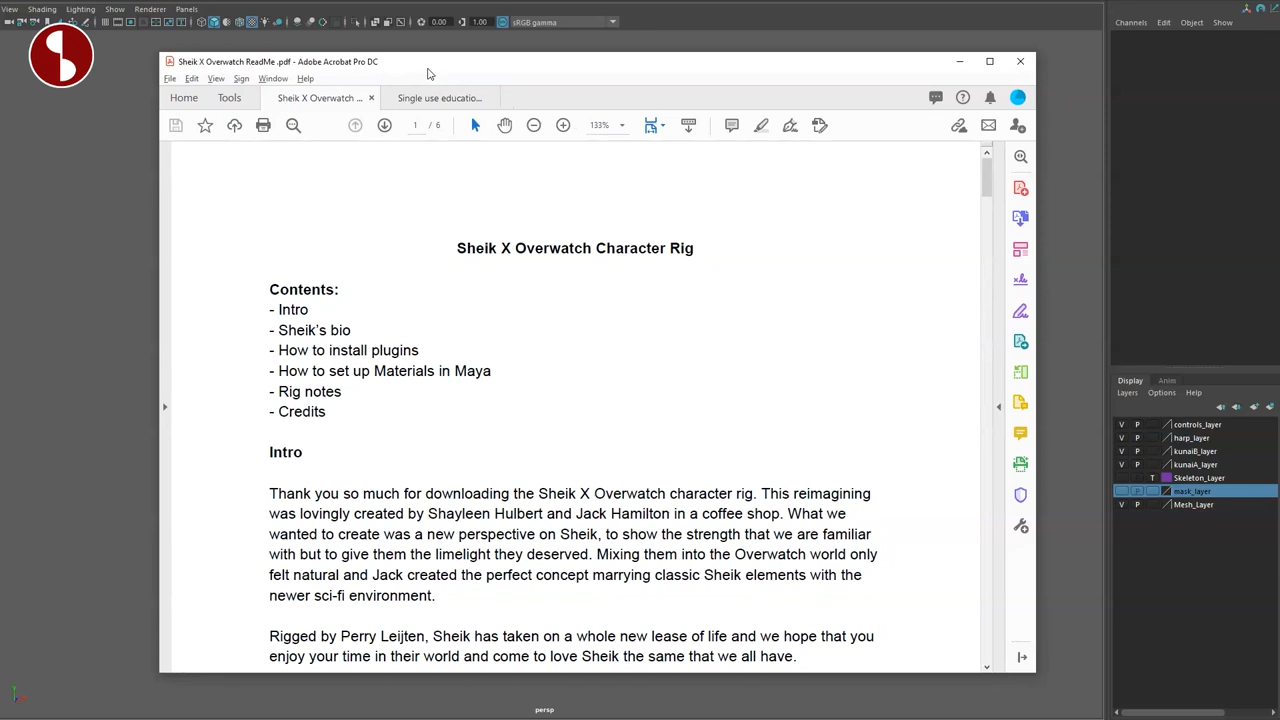 View Shading Lighting Show Renderer Panels
0.00 1.00 sRGB gamma
Channels Edit Object Show
Sheik X Overwatch ReadMe .pdf - Adobe Acrobat Pro DC
File Edit View Sign Window Help
Home Tools Sheik X Overwatch ... × Single use educatio...
1 / 6 133%
Sheik X Overwatch Character Rig
Contents:
- Intro
- Sheik's bio
- How to install plugins
- How to set up Materials in Maya
- Rig notes
- Credits
Intro
Thank you so much for downloading the Sheik X Overwatch character rig. This reimagining
was lovingly created by Shayleen Hulbert and Jack Hamilton in a coffee shop. What we
wanted to create was a new perspective on Sheik, to show the strength that we are familiar
with but to give them the limelight they deserved. Mixing them into the Overwatch world only
felt natural and Jack created the perfect concept marrying classic Sheik elements with the
newer sci-fi environment.
Rigged by Perry Leijten, Sheik has taken on a whole new lease of life and we hope that you
enjoy your time in their world and come to love Sheik the same that we all have.
Display Anim
Layers Options Help
V P controls_layer
V P harp_layer
V P kunaiB_layer
V P kunaiA_layer
T Skeleton_Layer
P mask_layer
V P Mesh_Layer
persp